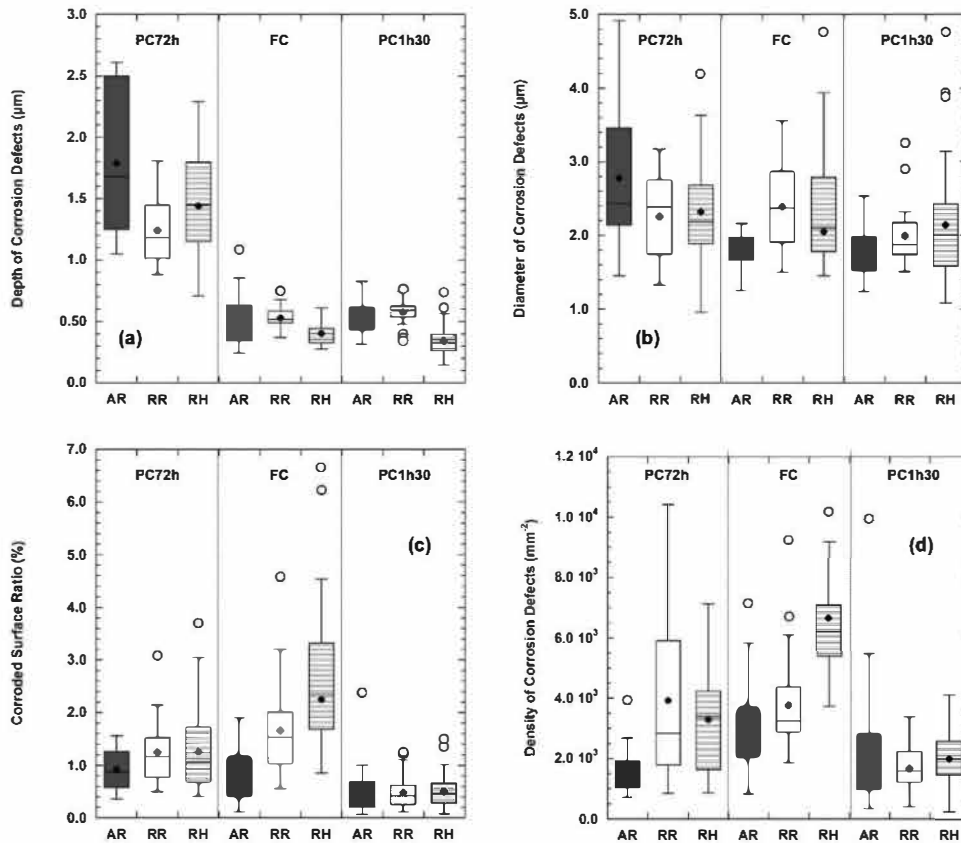 PC72h FC PC1h30
Depth of Corrosion Defects (µm)
3.0
2.5
2.0
1.5
1.0
0.50
0.0
(a)
AR RR RH AR RR RH AR RR RH
PC72h FC PC1h30
Diameter of Corrosion Defects (µm)
5.0
4.0
3.0
2.0
1.0
0.0
(b)
AR RR RH AR RR RH AR RR RH
PC72h FC PC1h30
Corroded Surface Ratio (%)
7.0
6.0
5.0
4.0
3.0
2.0
1.0
0.0
(c)
AR RR RH AR RR RH AR RR RH
PC72h FC PC1h30
Density of Corrosion Defects (mm⁻²)
1.2 10⁴
1.0 10⁴
8.0 10³
6.0 10³
4.0 10³
2.0 10³
0.0
(d)
AR RR RH AR RR RH AR RR RH